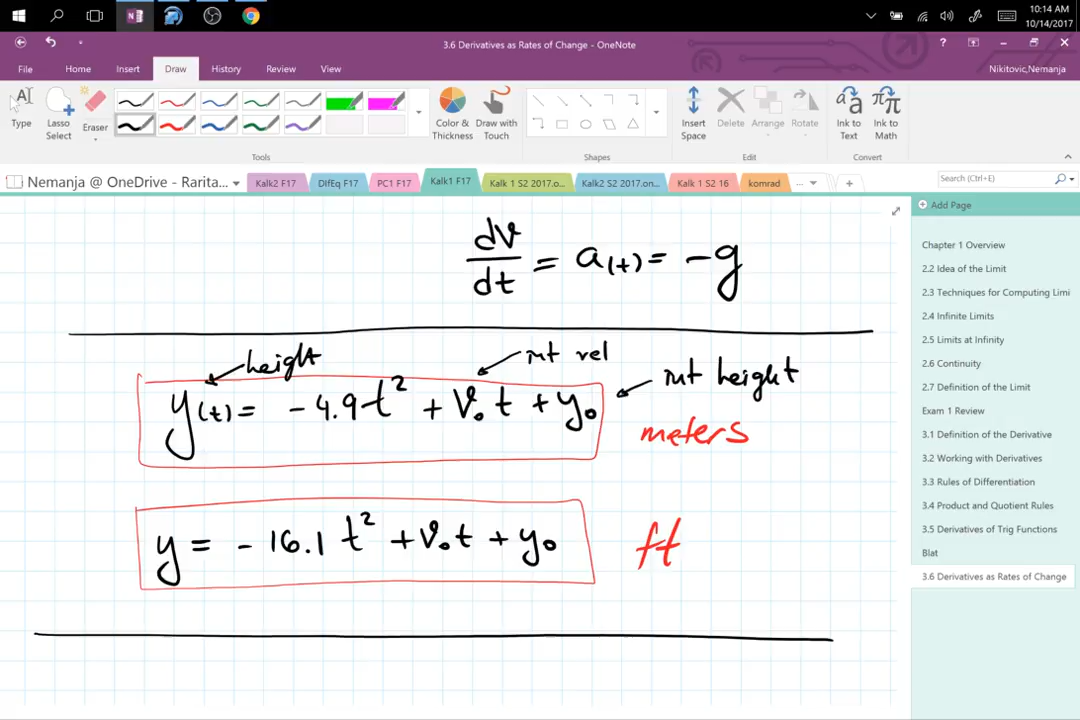 10:14 AM
10/14/2017
3.6 Derivatives as Rates of Change - OneNote
File Home Insert Draw History Review View
Nikitovic,Nemanja
Type
Lasso Select
Eraser
Color & Thickness
Draw with Touch
Insert Space
Delete
Arrange
Rotate
Ink to Text
Ink to Math
Tools
Shapes
Edit
Convert
Nemanja @ OneDrive - Rarita...
Kalk2 F17
DifEq F17
PC1 F17
Kalk1 F17
Kalk 1 S2 2017.o...
Kalk2 S2 2017.on...
Kalk 1 S2 16
komrad
Search (Ctrl+E)
Add Page
Chapter 1 Overview
2.2 Idea of the Limit
2.3 Techniques for Computing Limi
2.4 Infinite Limits
2.5 Limits at Infinity
2.6 Continuity
2.7 Definition of the Limit
Exam 1 Review
3.1 Definition of the Derivative
3.2 Working with Derivatives
3.3 Rules of Differentiation
3.4 Product and Quotient Rules
3.5 Derivatives of Trig Functions
Blat
3.6 Derivatives as Rates of Change
dv/dt = a(t) = -g
height
int vel
int height
y(t) = -4.9t² + v₀t + y₀
meters
y = -16.1t² + v₀t + y₀
ft